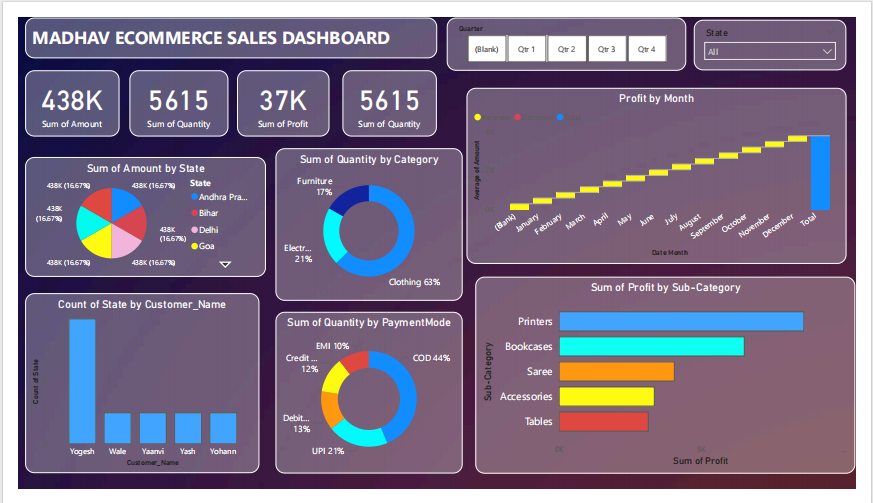 MADHAV ECOMMERCE SALES DASHBOARD
Quarter
(Blank)
Qtr 1
Qtr 2
Qtr 3
Qtr 4
State
All
438K
Sum of Amount
5615
Sum of Quantity
37K
Sum of Profit
5615
Sum of Quantity
Sum of Amount by State
438K (16.67%)
438K (16.67%)
438K
(16.67%)
438K
(16.67%)
438K (16.67%)
438K (16.67%)
State
Andhra Pra...
Bihar
Delhi
Goa
Sum of Quantity by Category
Furniture
17%
Electr...
21%
Clothing 63%
Profit by Month
Average of Amount
(Blank)
January
February
March
April
May
June
July
August
September
October
November
December
Total
Date Month
Count of State by Customer_Name
Count of State
Yogesh
Wale
Yaanvi
Yash
Yohann
Customer_Name
Sum of Quantity by PaymentMode
EMI 10%
Credit ...
12%
Debit...
13%
UPI 21%
COD 44%
Sum of Profit by Sub-Category
Sub-Category
Printers
Bookcases
Saree
Accessories
Tables
0K
5K
Sum of Profit